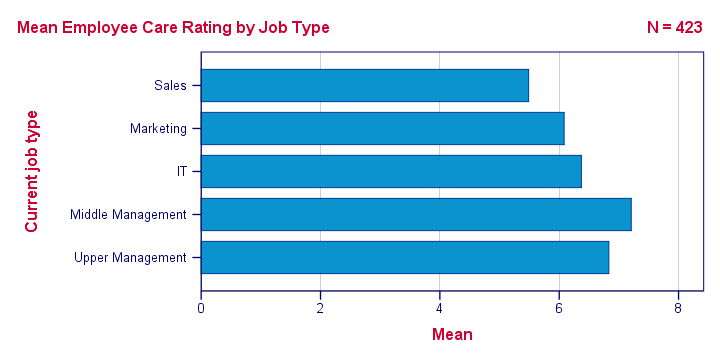 Mean Employee Care Rating by Job Type
N = 423
Current job type
Sales
Marketing
IT
Middle Management
Upper Management
0 2 4 6 8
Mean